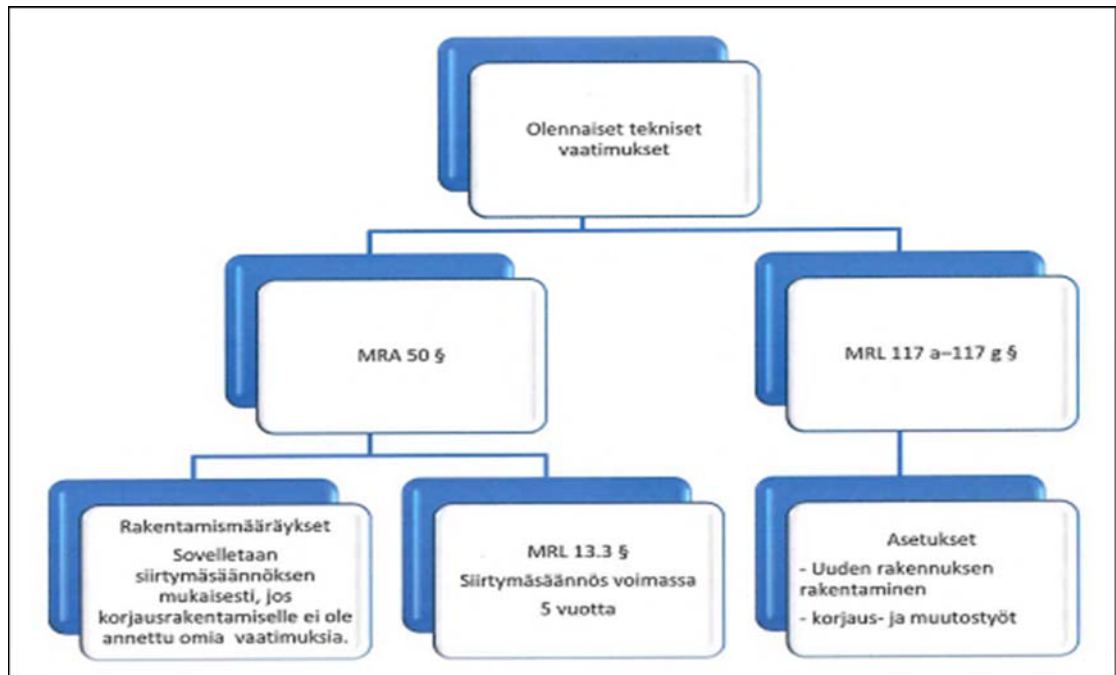 Olennaiset tekniset
vaatimukset
MRA 50 §
MRL 117 a–117 g §
Rakentamismääräykset
Sovelletaan
siirtymäsäännöksen
mukaisesti, jos
korjausrakentamiselle ei ole
annettu omia vaatimuksia.
MRL 13.3 §
Siirtymäsäännös voimassa
5 vuotta
Asetukset
- Uuden rakennuksen
rakentaminen
- korjaus- ja muutostyöt